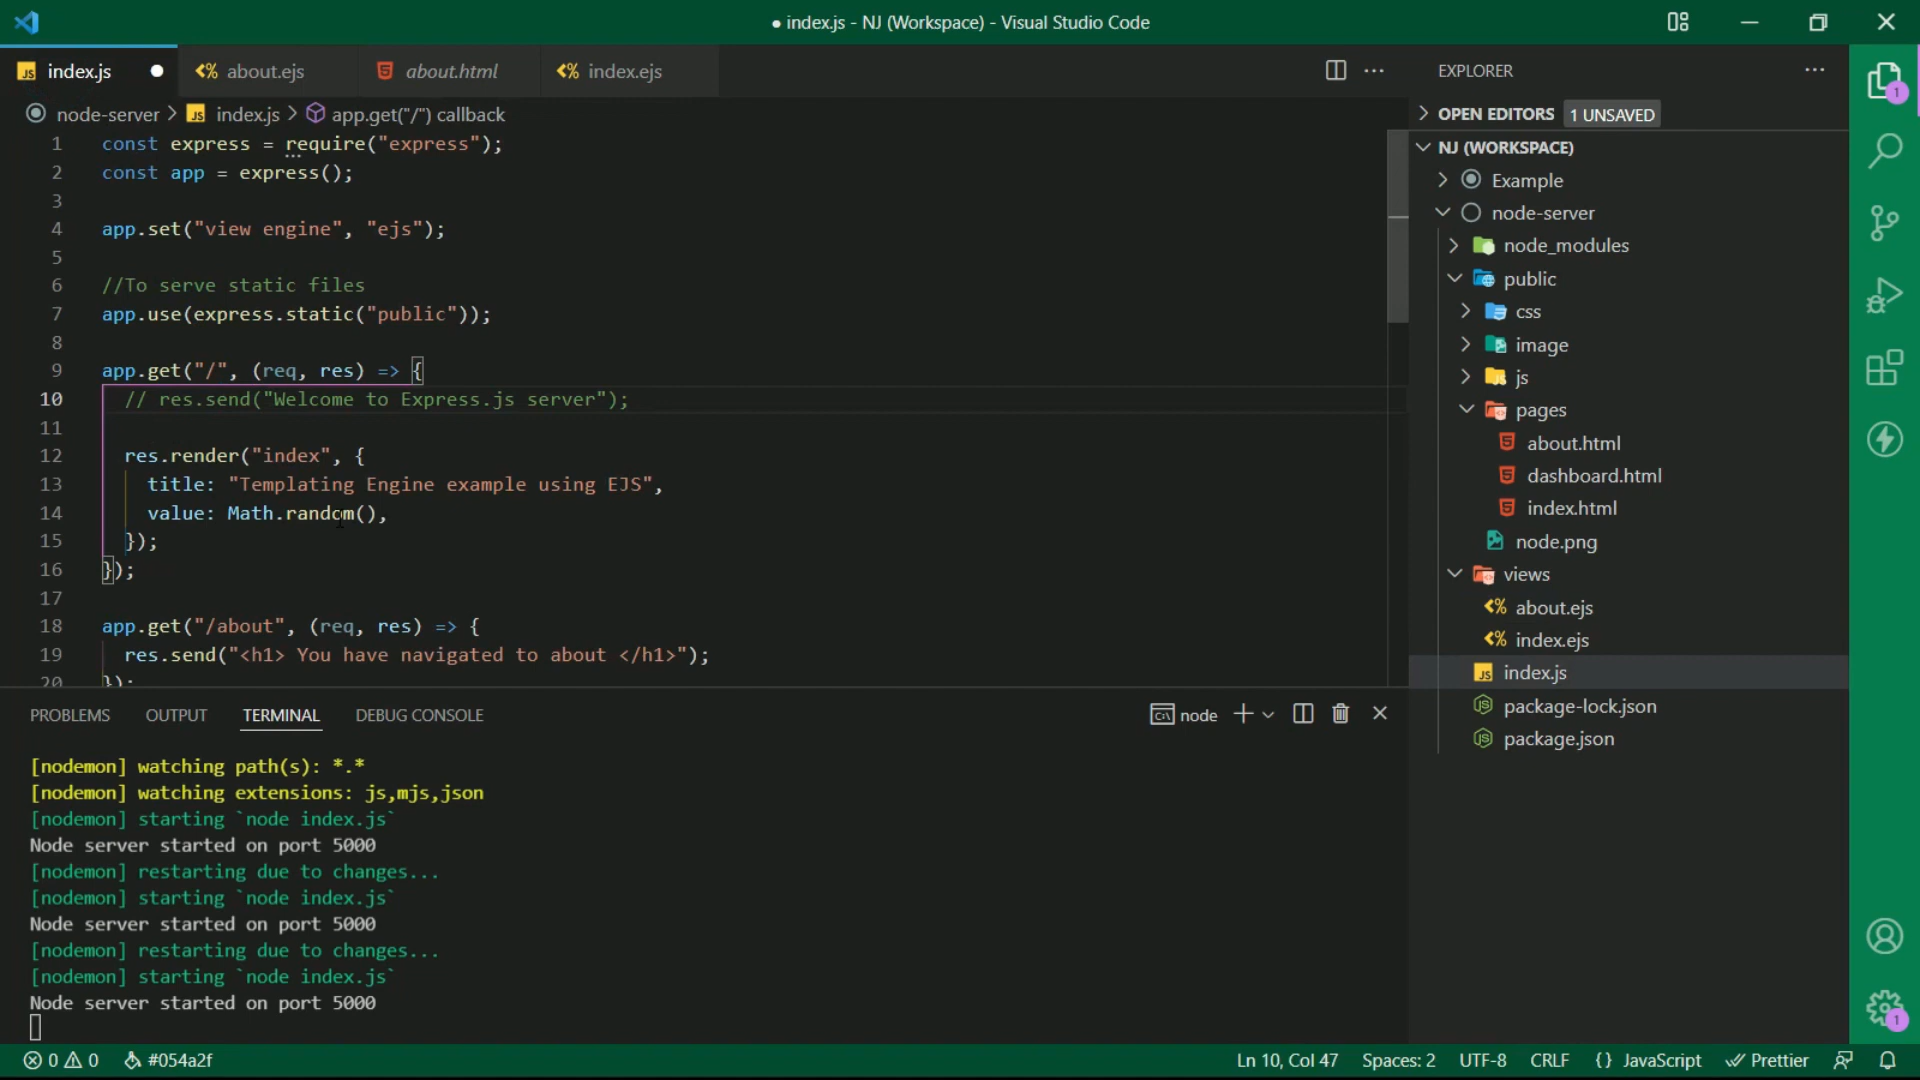 ● index.js - NJ (Workspace) - Visual Studio Code
index.js ● about.ejs about.html index.ejs
node-server > index.js > app.get("/") callback
1 const express = require("express");
2 const app = express();
3
4 app.set("view engine", "ejs");
5
6 //To serve static files
7 app.use(express.static("public"));
8
9 app.get("/", (req, res) => {
10 // res.send("Welcome to Express.js server");
11
12 res.render("index", {
13 title: "Templating Engine example using EJS",
14 value: Math.random(),
15 });
16 });
17
18 app.get("/about", (req, res) => {
19 res.send("<h1> You have navigated to about </h1>");
20 });
PROBLEMS OUTPUT TERMINAL DEBUG CONSOLE
node
[nodemon] watching path(s): *.*
[nodemon] watching extensions: js,mjs,json
[nodemon] starting `node index.js`
Node server started on port 5000
[nodemon] restarting due to changes...
[nodemon] starting `node index.js`
Node server started on port 5000
[nodemon] restarting due to changes...
[nodemon] starting `node index.js`
Node server started on port 5000
EXPLORER
OPEN EDITORS 1 UNSAVED
NJ (WORKSPACE)
Example
node-server
node_modules
public
css
image
js
pages
about.html
dashboard.html
index.html
node.png
views
about.ejs
index.ejs
index.js
package-lock.json
package.json
1
1
0 0 #054a2f
Ln 10, Col 47 Spaces: 2 UTF-8 CRLF {} JavaScript Prettier